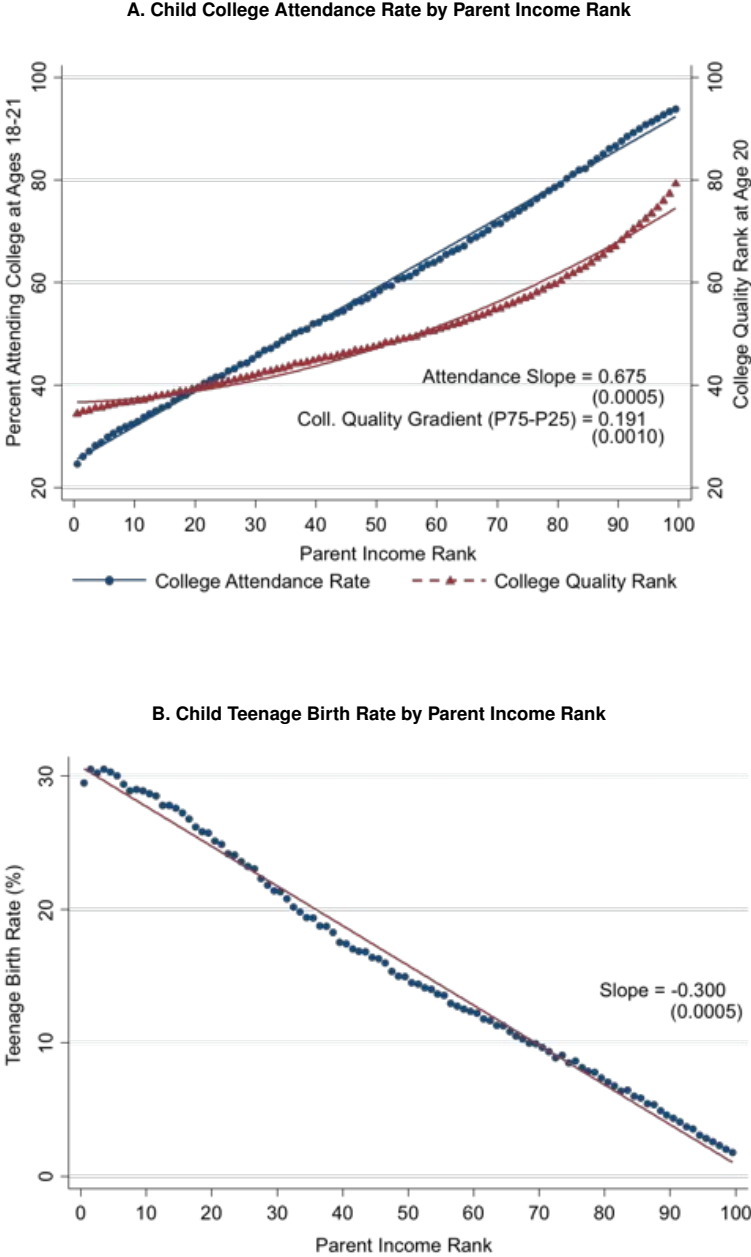 A. Child College Attendance Rate by Parent Income Rank
Percent Attending College at Ages 18-21
College Quality Rank at Age 20
100
80
60
40
20
100
80
60
40
20
Attendance Slope = 0.675
(0.0005)
Coll. Quality Gradient (P75-P25) = 0.191
(0.0010)
0 10 20 30 40 50 60 70 80 90 100
Parent Income Rank
College Attendance Rate College Quality Rank
B. Child Teenage Birth Rate by Parent Income Rank
Teenage Birth Rate (%)
30
20
10
0
Slope = -0.300
(0.0005)
0 10 20 30 40 50 60 70 80 90 100
Parent Income Rank